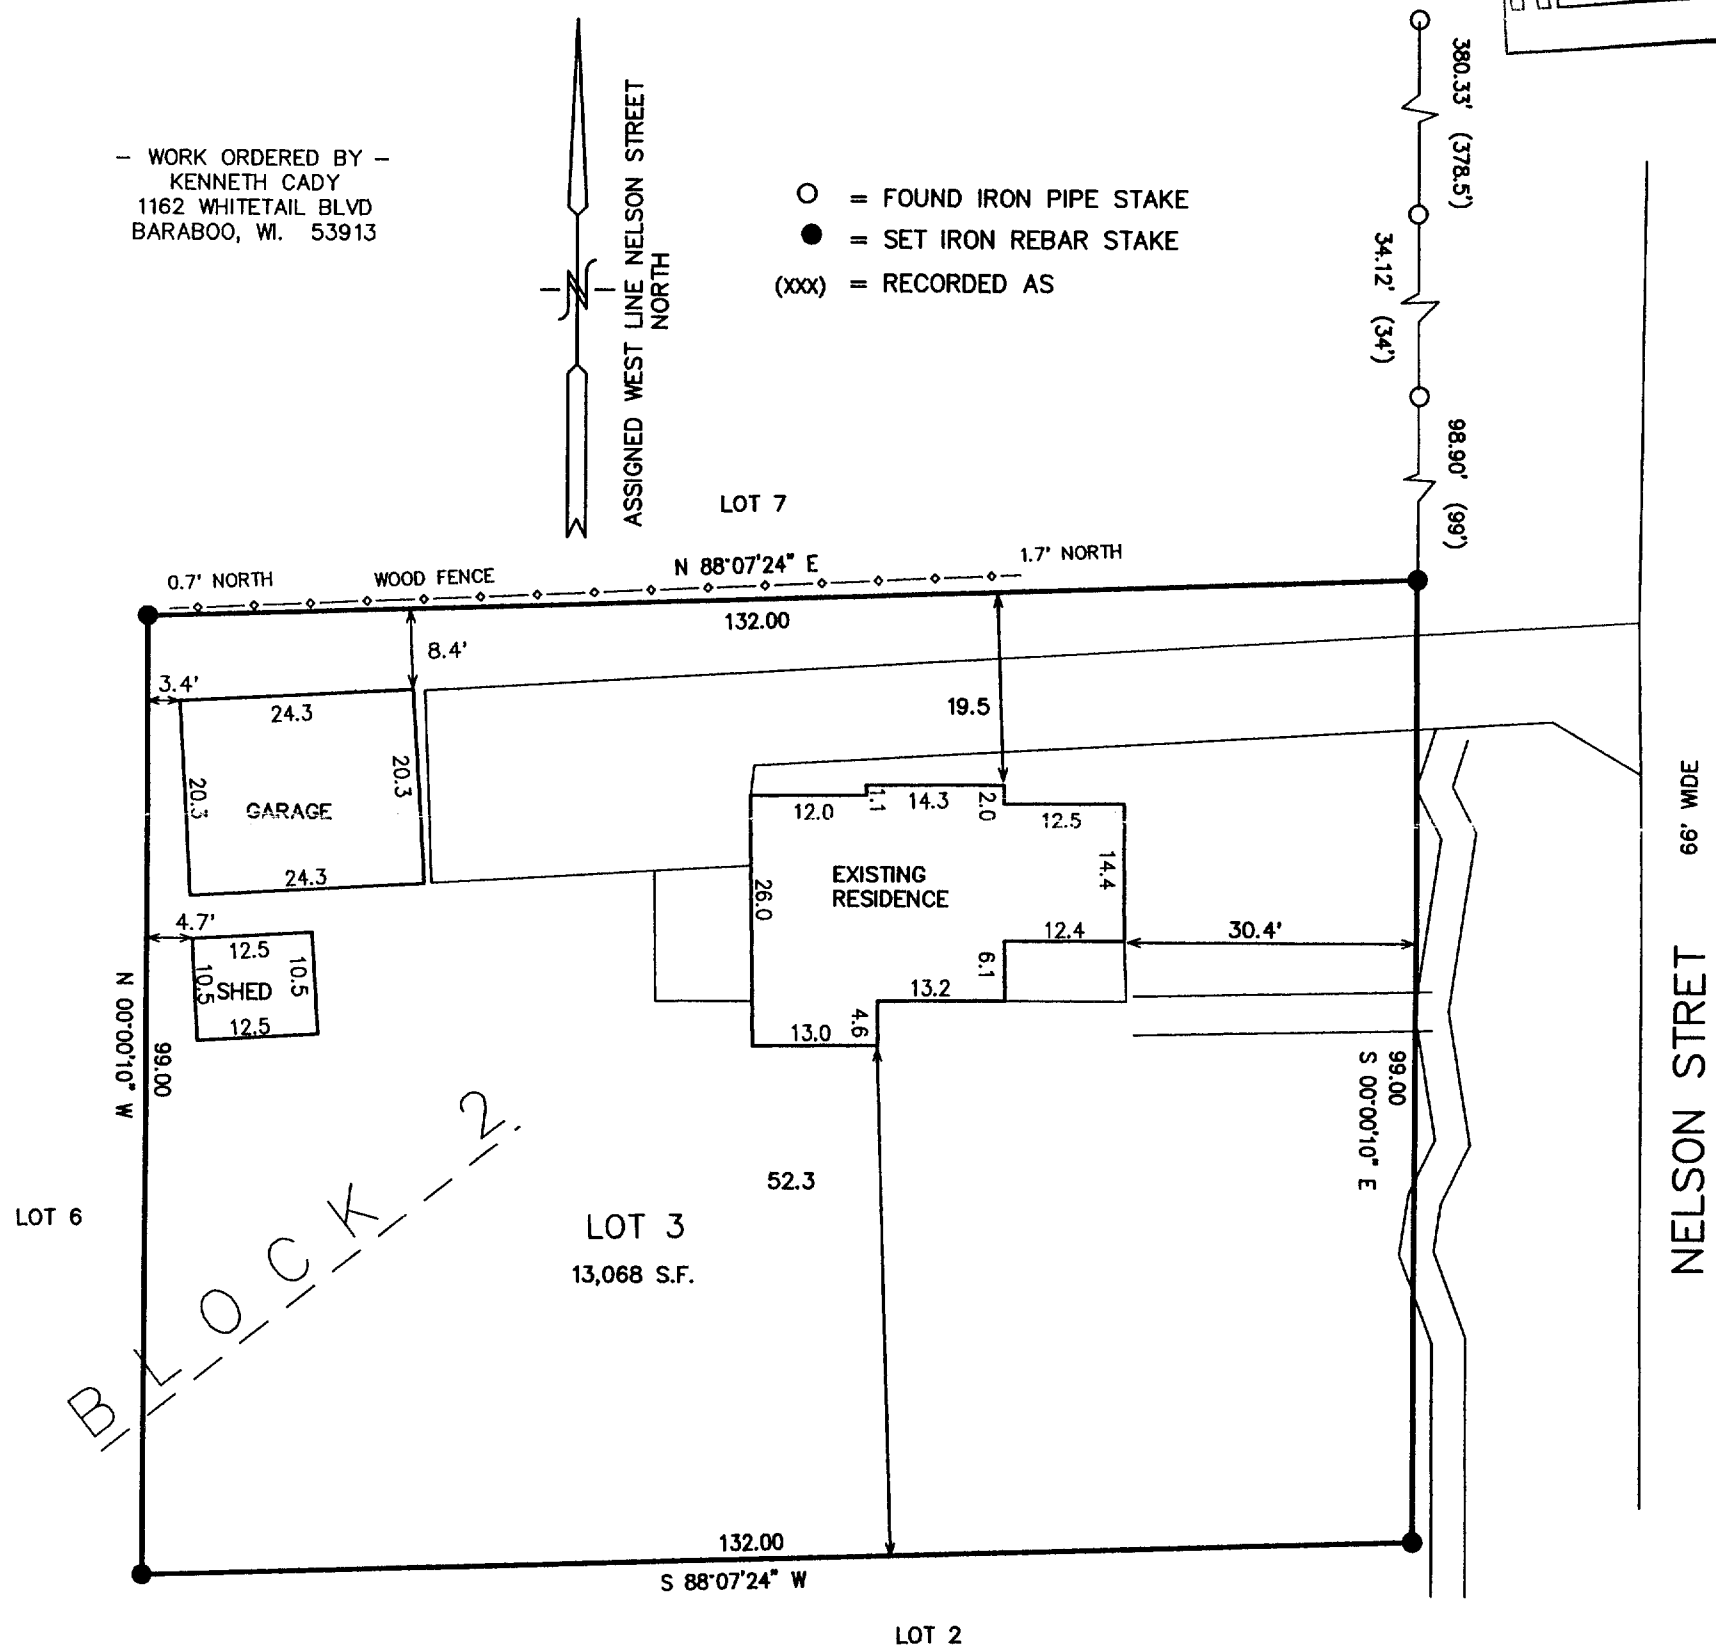 – WORK ORDERED BY –
KENNETH CADY
1162 WHITETAIL BLVD
BARABOO, WI. 53913
N
ASSIGNED WEST LINE NELSON STREET
NORTH
= FOUND IRON PIPE STAKE
= SET IRON REBAR STAKE
(XXX) = RECORDED AS
380.33' (378.5')
34.12' (34')
98.90' (99')
LOT 7
0.7' NORTH
WOOD FENCE
N 88°07'24" E
1.7' NORTH
132.00
8.4'
3.4'
24.3
20.3
GARAGE
20.3
24.3
19.5
12.0
1.1
14.3
2.0
12.5
14.4
26.0
EXISTING
RESIDENCE
12.4
30.4'
6.1
13.2
4.6
13.0
4.7'
12.5
10.5
SHED
10.5
12.5
N 00°00'10" W
99.00
99.00
S 00°00'10" E
66' WIDE
NELSON STRET
BLOCK 2.
52.3
LOT 6
LOT 3
13,068 S.F.
132.00
S 88°07'24" W
LOT 2